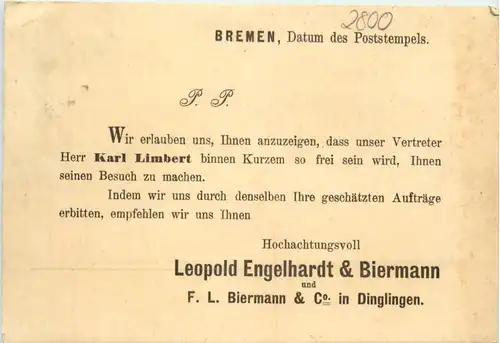 2800
BREMEN, Datum des Poststempels.
P. P.
Wir erlauben uns, Ihnen anzuzeigen, dass unser Vertreter
Herr Karl Limbert binnen Kurzem so frei sein wird, Ihnen
seinen Besuch zu machen.
Indem wir uns durch denselben Ihre geschätzten Aufträge
erbitten, empfehlen wir uns Ihnen
Hochachtungsvoll
Leopold Engelhardt & Biermann
und
F. L. Biermann & Co. in Dinglingen.